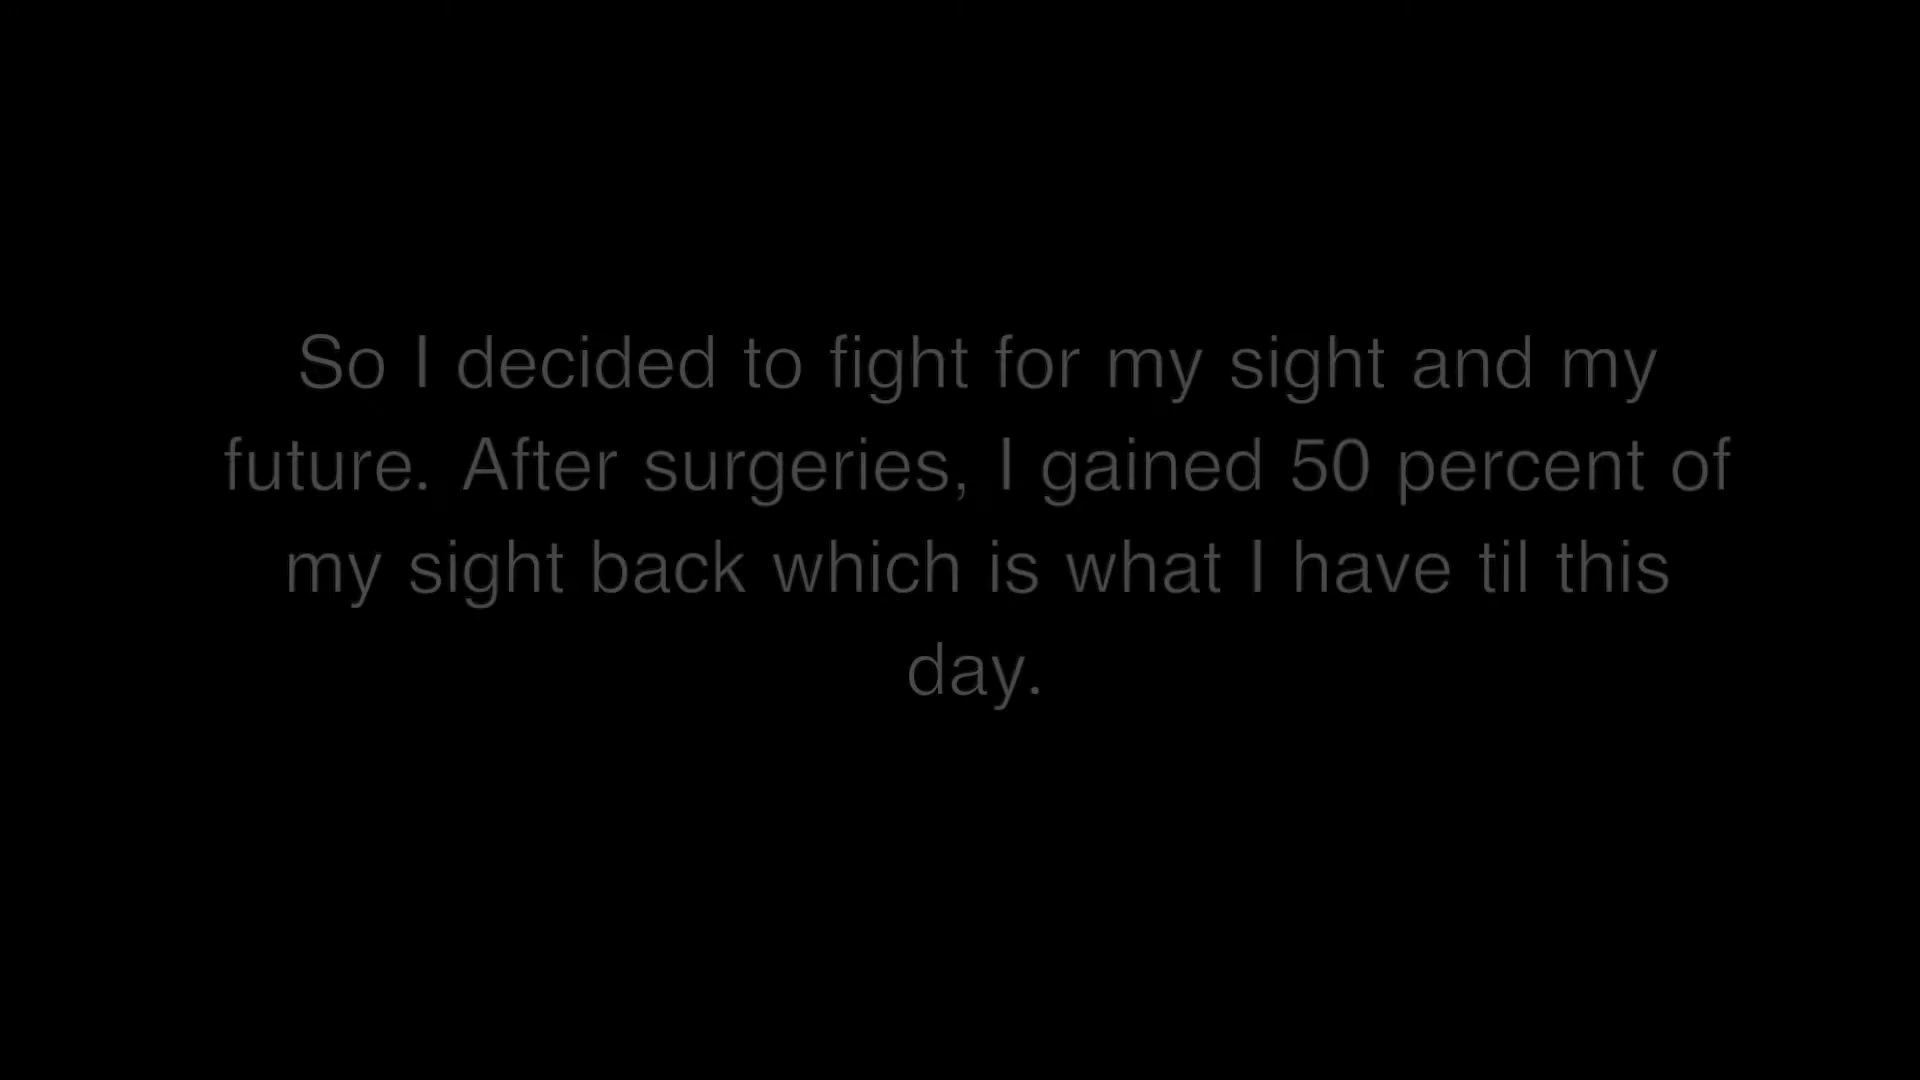 So I decided to fight for my sight and my
future. After surgeries, I gained 50 percent of
my sight back which is what I have til this
day.